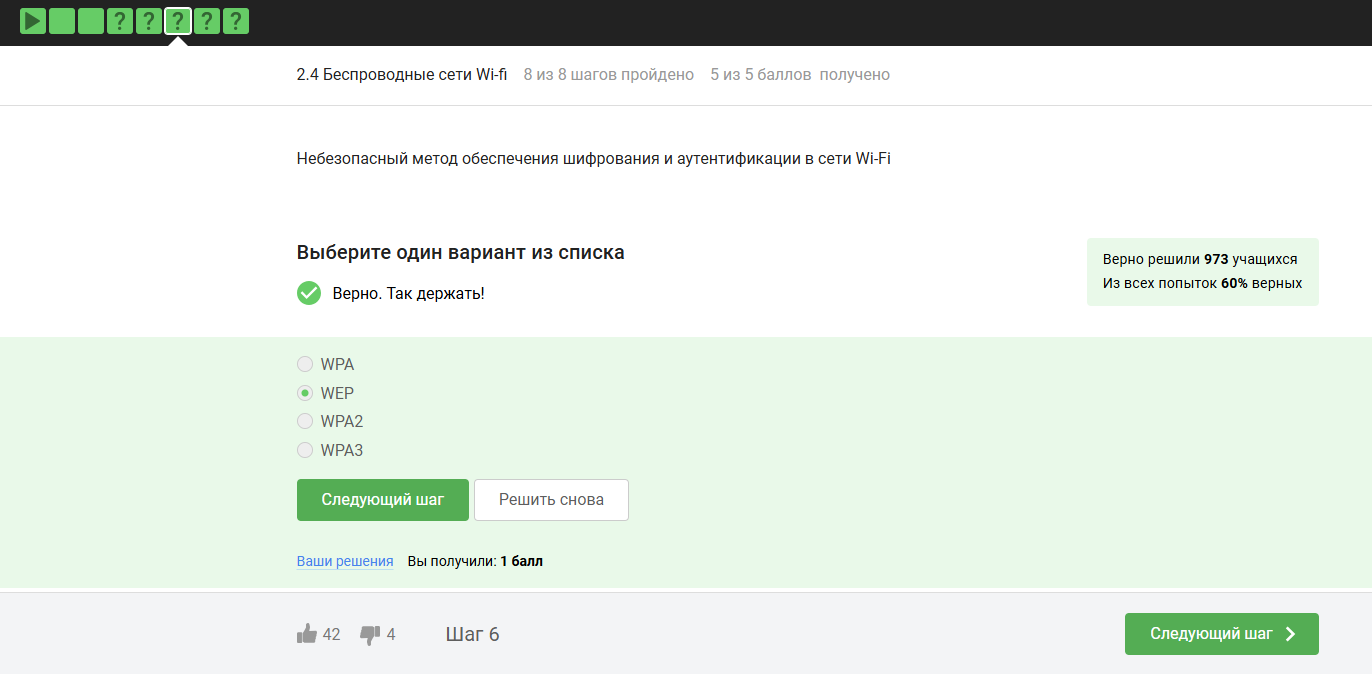 ? ? ? ? ?
2.4 Беспроводные сети Wi-fi 8 из 8 шагов пройдено 5 из 5 баллов получено
Небезопасный метод обеспечения шифрования и аутентификации в сети Wi-Fi
Выберите один вариант из списка
Верно. Так держать!
Верно решили 973 учащихся
Из всех попыток 60% верных
WPA
WEP
WPA2
WPA3
Следующий шаг Решить снова
Ваши решения Вы получили: 1 балл
42 4 Шаг 6 Следующий шаг